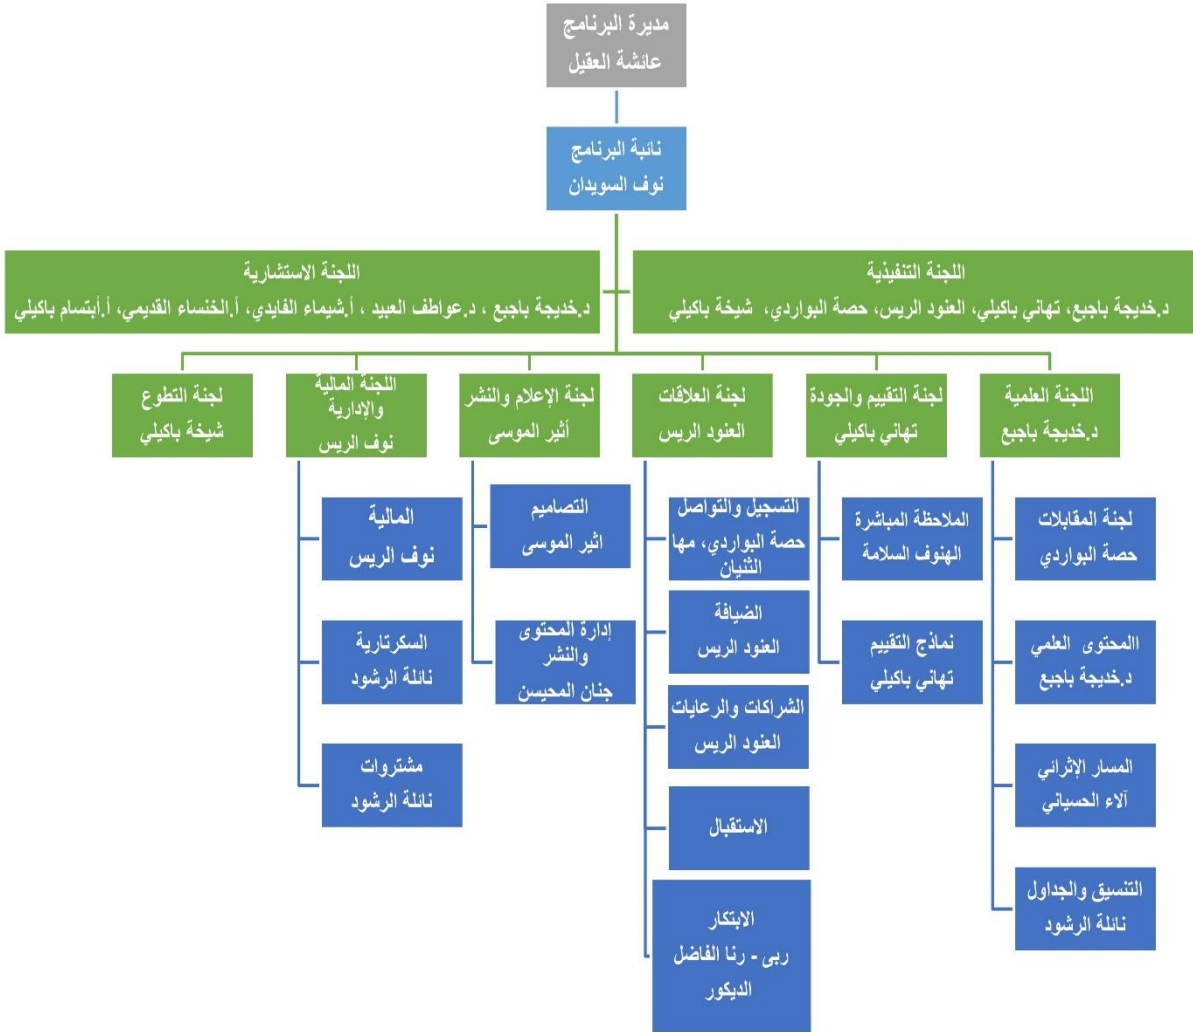 مديرة البرنامج
عائشة العقيل
نائبة البرنامج
نوف السويدان
اللجنة التنفيذية
د.خديجة باجبع، تهاني باكيلي، العنود الريس، حصة البواردي، شيخة باكيلي
اللجنة الاستشارية
د.خديجة باجبع ، د.عواطف العبيد ، أ.شيماء الفايدي، أ.الخنساء القديمي، أ.أبتسام باكيلي
اللجنة العلمية
د.خديجة باجبع
لجنة المقابلات
حصة البواردي
االمحتوى العلمي
د.خديجة باجبع
المسار الإثرائي
آلاء الحسياني
التنسيق والجداول
نائلة الرشود
لجنة التقييم والجودة
تهاني باكيلي
الملاحظة المباشرة
الهنوف السلامة
نماذج التقييم
تهاني باكيلي
لجنة العلاقات
العنود الريس
التسجيل والتواصل
حصة البواردي، مها
الثنيان
الضيافة
العنود الريس
الشراكات والرعايات
العنود الريس
الاستقبال
الابتكار
ربى - رنا الفاضل
الديكور
لجنة الإعلام والنشر
أثير الموسى
التصاميم
اثير الموسى
إدارة المحتوى
والنشر
جنان المحيسن
اللجنة المالية
والإدارية
نوف الريس
المالية
نوف الريس
السكرتارية
نائلة الرشود
مشتروات
نائلة الرشود
لجنة التطوع
شيخة باكيلي